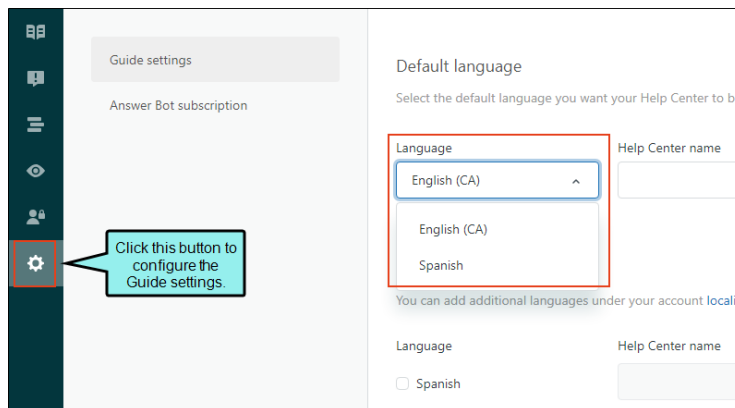 Guide settings
Answer Bot subscription
Click this button to
configure the
Guide settings.
Default language
Select the default language you want your Help Center to b
Language
Help Center name
English (CA)
English (CA)
Spanish
You can add additional languages under your account locali
Language
Help Center name
Spanish